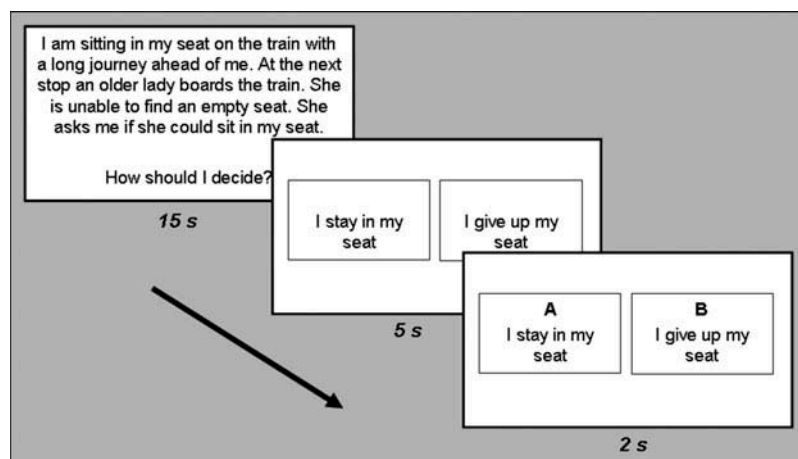 I am sitting in my seat on the train with
a long journey ahead of me. At the next
stop an older lady boards the train. She
is unable to find an empty seat. She
asks me if she could sit in my seat.
How should I decide?
15 s
I stay in my
seat
I give up my
seat
5 s
A
I stay in my
seat
B
I give up my
seat
2 s